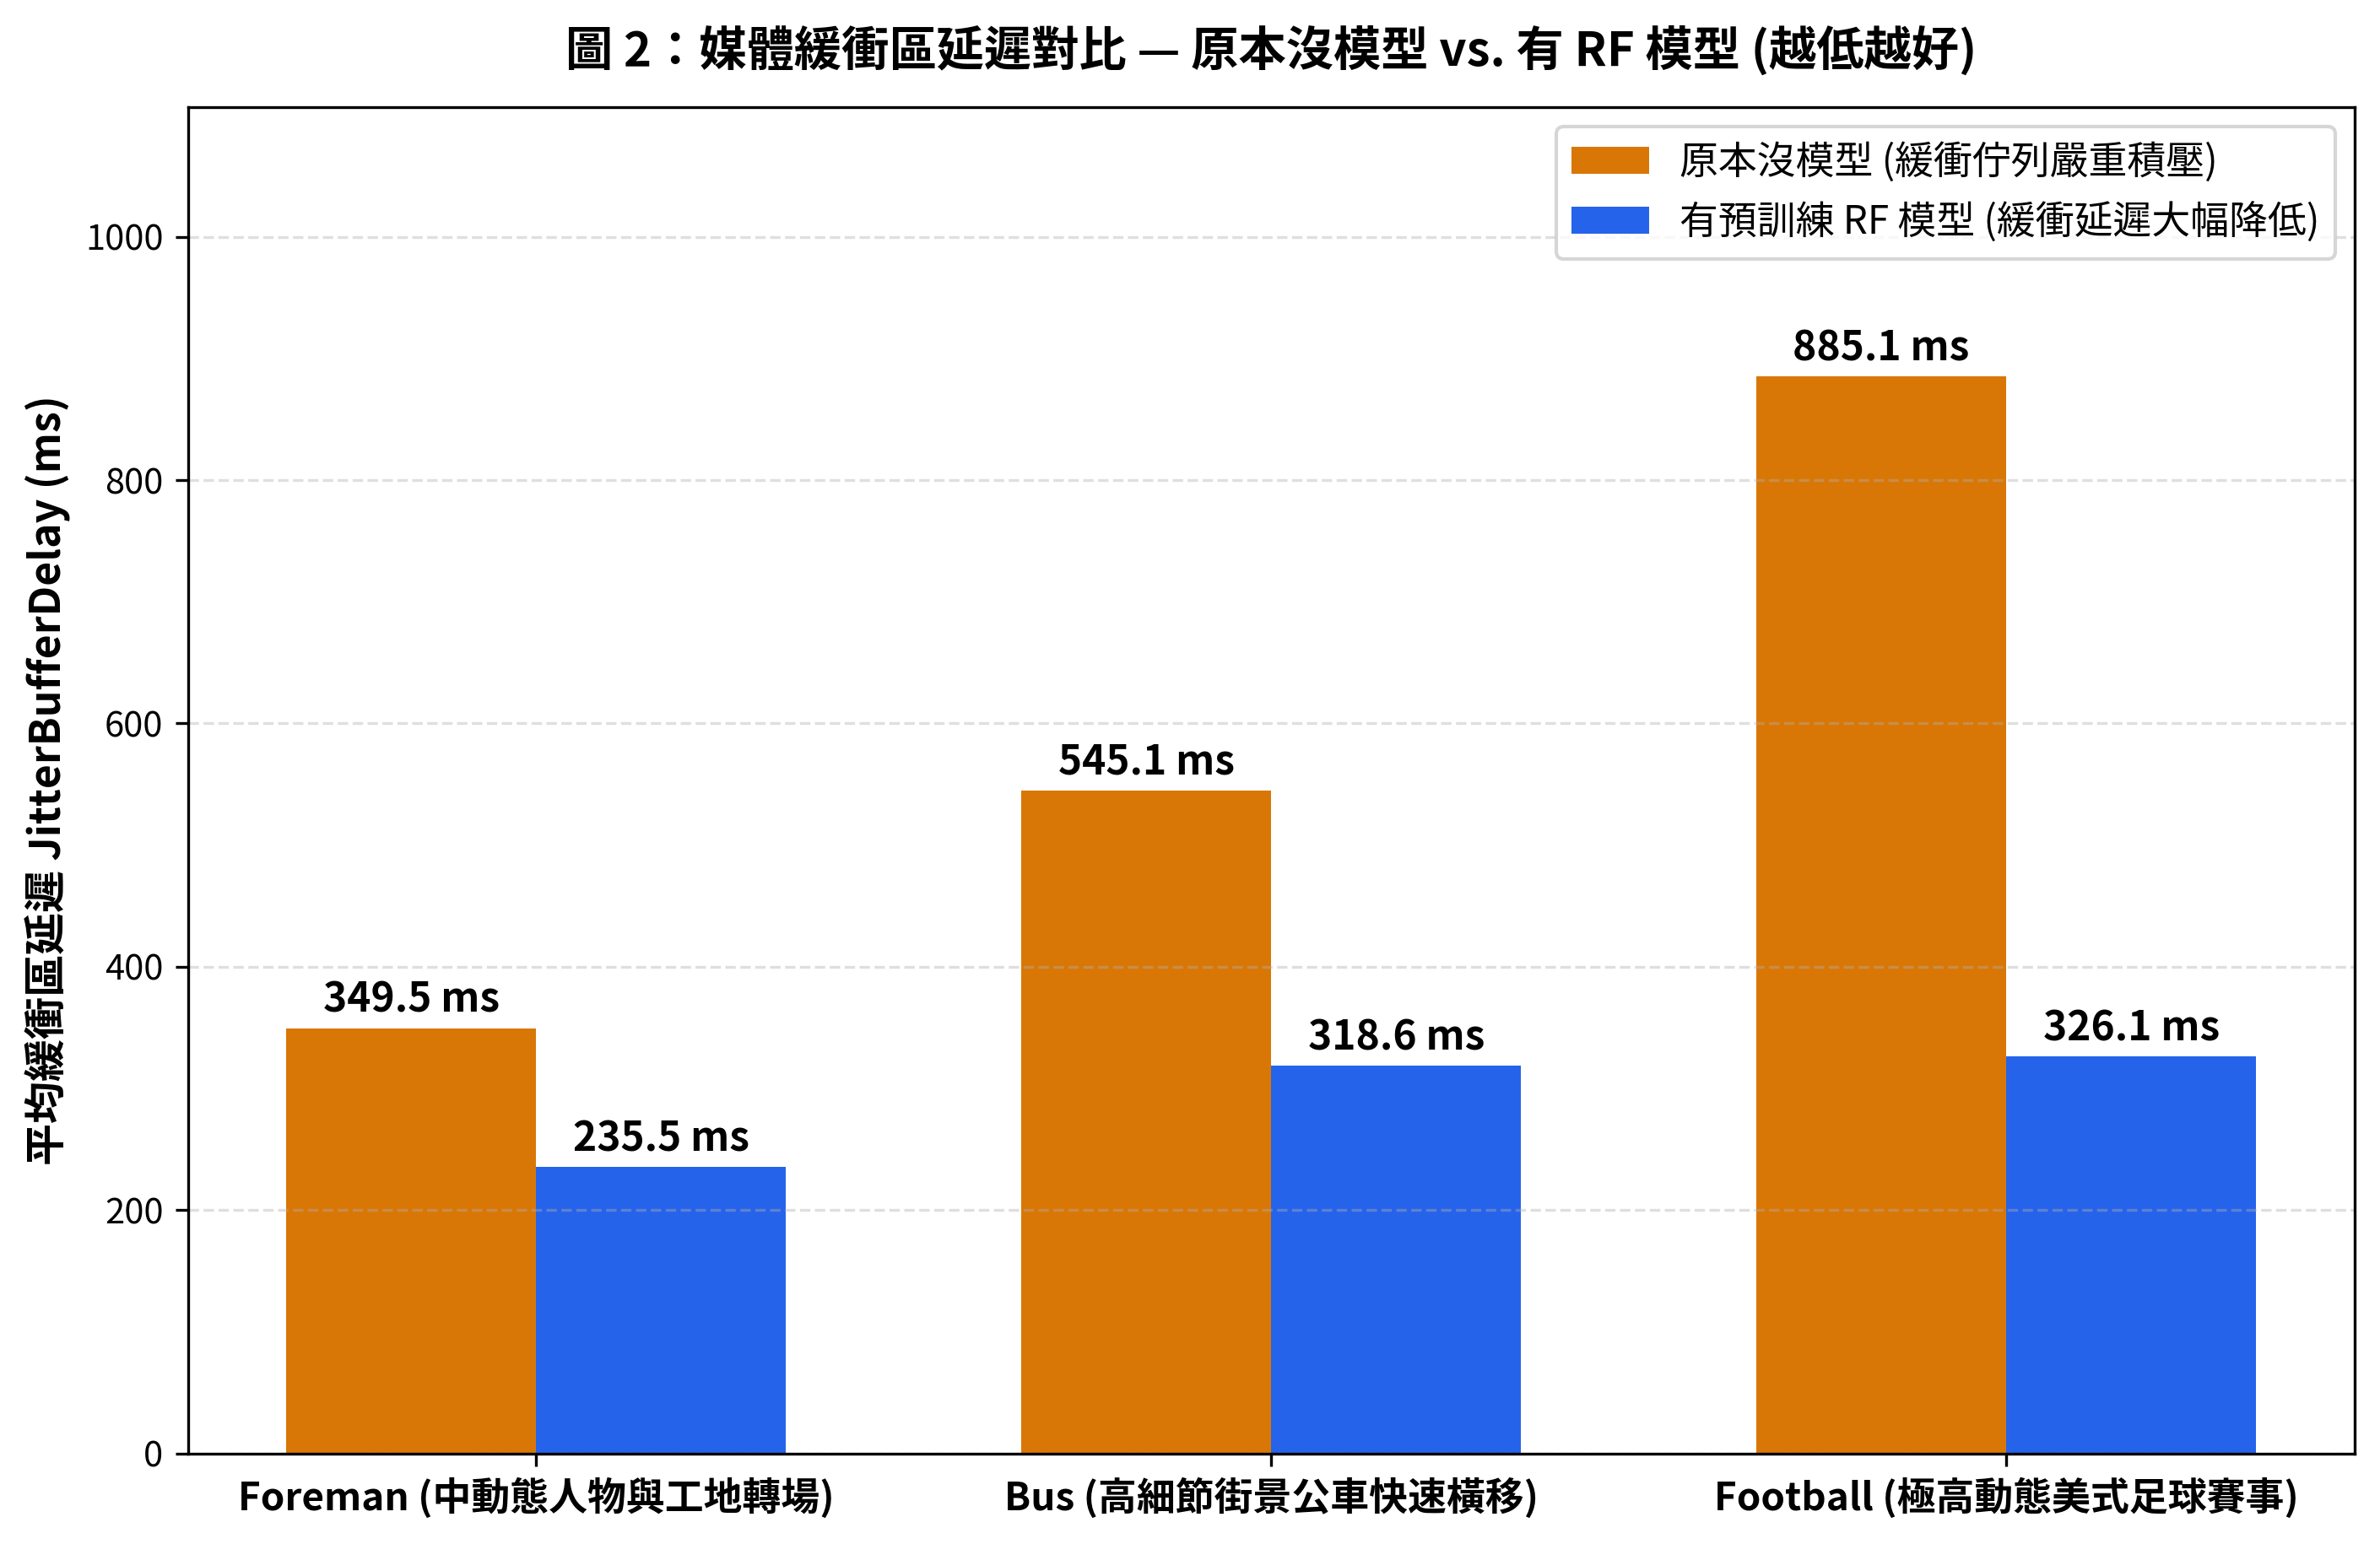 圖 2：媒體緩衝區延遲對比 — 原本沒模型 vs. 有 RF 模型 (越低越好)
原本沒模型 (緩衝佇列嚴重積壓)
有預訓練 RF 模型 (緩衝延遲大幅降低)
平均緩衝區延遲 JitterBufferDelay (ms)
1000
800
600
400
200
0
349.5 ms
235.5 ms
545.1 ms
318.6 ms
885.1 ms
326.1 ms
Foreman (中動態人物與工地轉場)
Bus (高細節街景公車快速橫移)
Football (極高動態美式足球賽事)